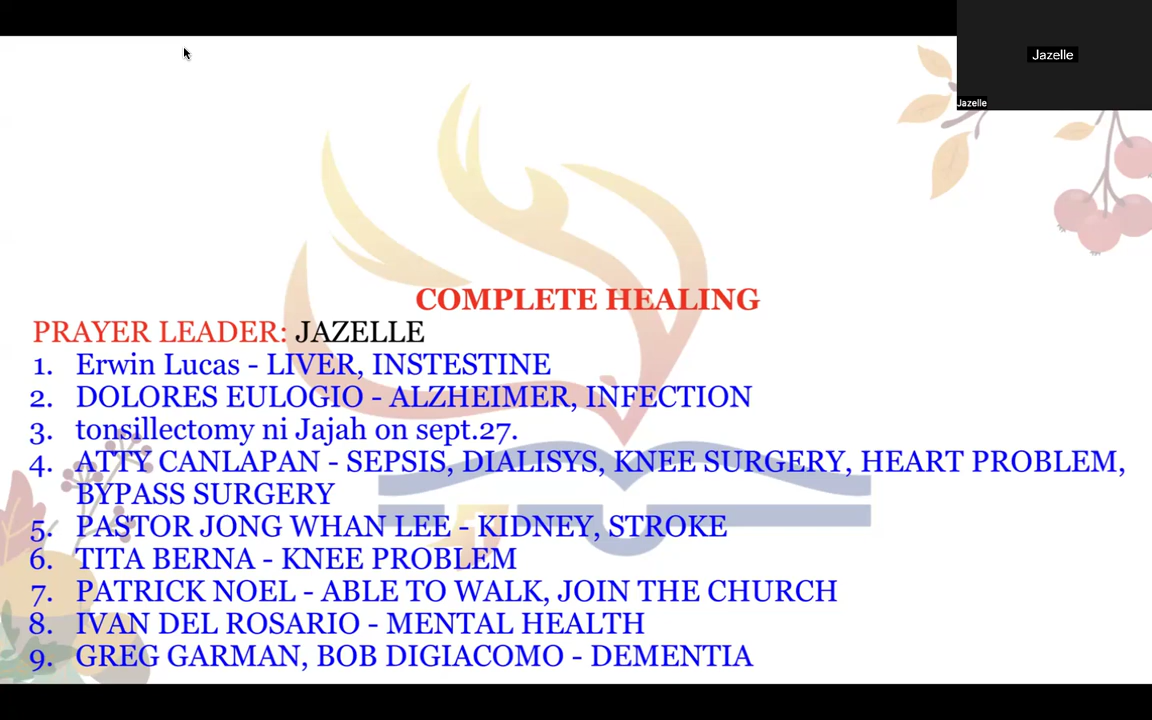 Jazelle
Jazelle
COMPLETE HEALING
PRAYER LEADER: JAZELLE
1. Erwin Lucas - LIVER, INSTESTINE
2. DOLORES EULOGIO - ALZHEIMER, INFECTION
3. tonsillectomy ni Jajah on sept.27.
4. ATTY CANLAPAN - SEPSIS, DIALISYS, KNEE SURGERY, HEART PROBLEM,
BYPASS SURGERY
5. PASTOR JONG WHAN LEE - KIDNEY, STROKE
6. TITA BERNA - KNEE PROBLEM
7. PATRICK NOEL - ABLE TO WALK, JOIN THE CHURCH
8. IVAN DEL ROSARIO - MENTAL HEALTH
9. GREG GARMAN, BOB DIGIACOMO - DEMENTIA